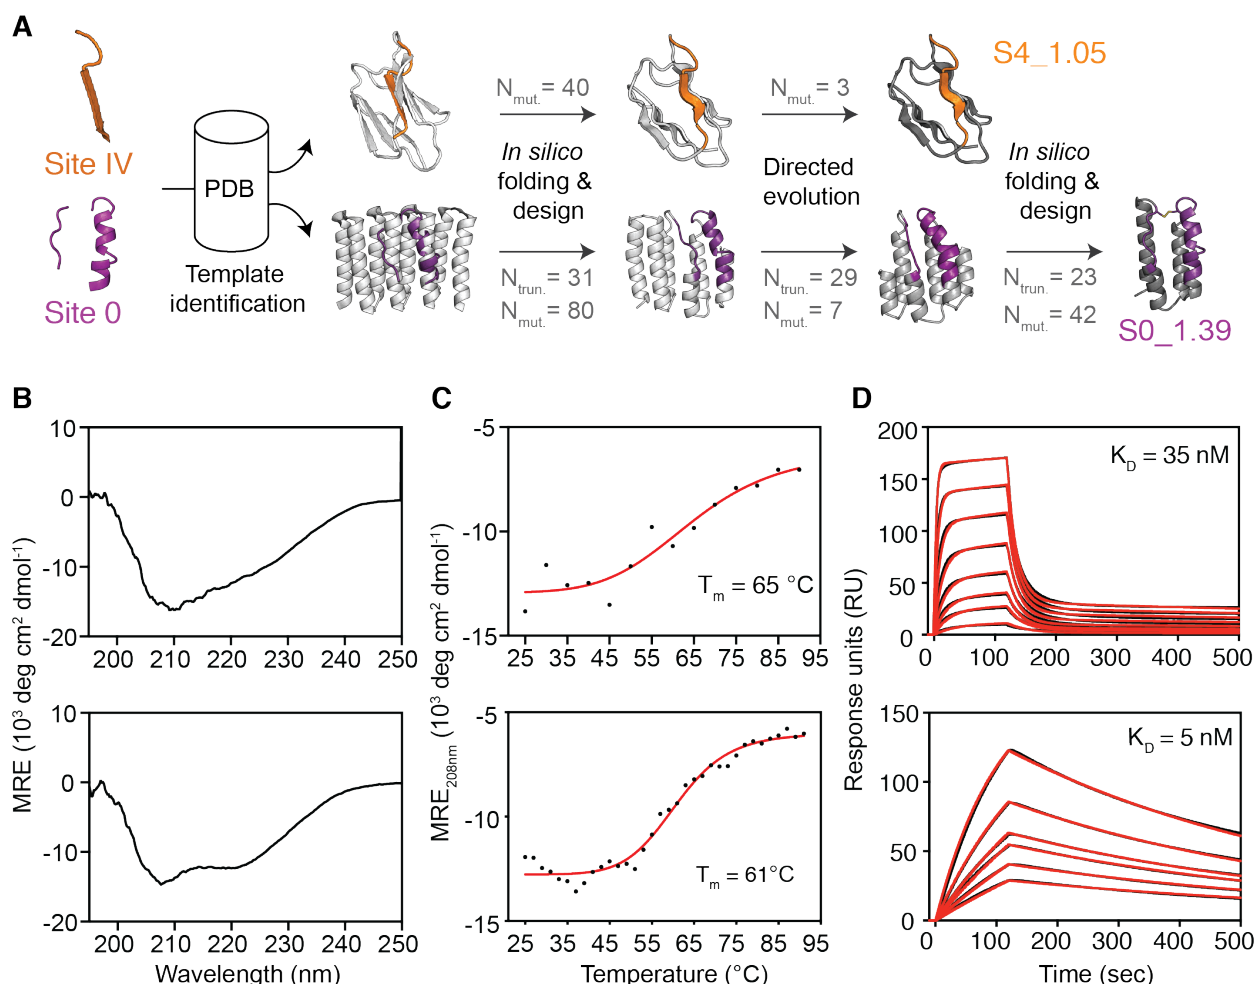 A
Site IV
Site 0
PDB
Template
identification
N_mut. = 40
In silico
folding &
design
N_trun. = 31
N_mut. = 80
N_mut. = 3
Directed
evolution
N_trun. = 29
N_mut. = 7
In silico
folding &
design
N_trun. = 23
N_mut. = 42
S4_1.05
S0_1.39
B
MRE (10³ deg cm² dmol⁻¹)
10
0
-10
-20
200 210 220 230 240 250
10
0
-10
-20
200 210 220 230 240 250
Wavelength (nm)
C
MRE₂₀₈nm (10³ deg cm² dmol⁻¹)
-5
-10
-15
25 35 45 55 65 75 85 95
T_m = 65 °C
-5
-10
-15
25 35 45 55 65 75 85 95
T_m = 61°C
Temperature (°C)
D
Response units (RU)
200
150
100
50
0
0 100 200 300 400 500
K_D = 35 nM
150
100
50
0
0 100 200 300 400 500
K_D = 5 nM
Time (sec)